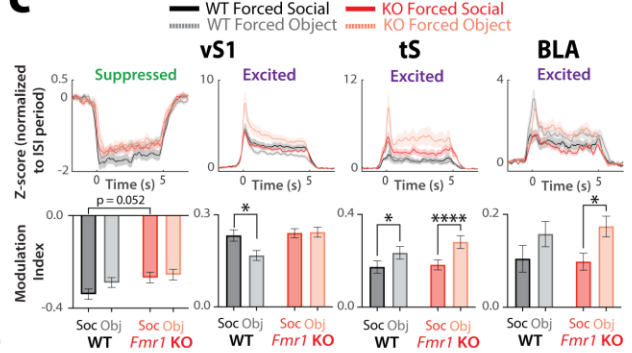 C
WT Forced Social KO Forced Social
WT Forced Object KO Forced Object
vS1 tS BLA
Suppressed Excited Excited Excited
Z-score (normalized
to ISI period)
0.5 10 12 4
0
-2 0 0 0
0 5 0 5 0 5 0 5
Time (s) Time (s) Time (s) Time (s)
p = 0.052
* * **** *
Modulation
Index
0.0 0.3 0.4 0.2
-0.4 0.0 0.0 0.0
Soc Obj Soc Obj Soc Obj Soc Obj Soc Obj Soc Obj Soc Obj Soc Obj
WT Fmr1 KO WT Fmr1 KO WT Fmr1 KO WT Fmr1 KO